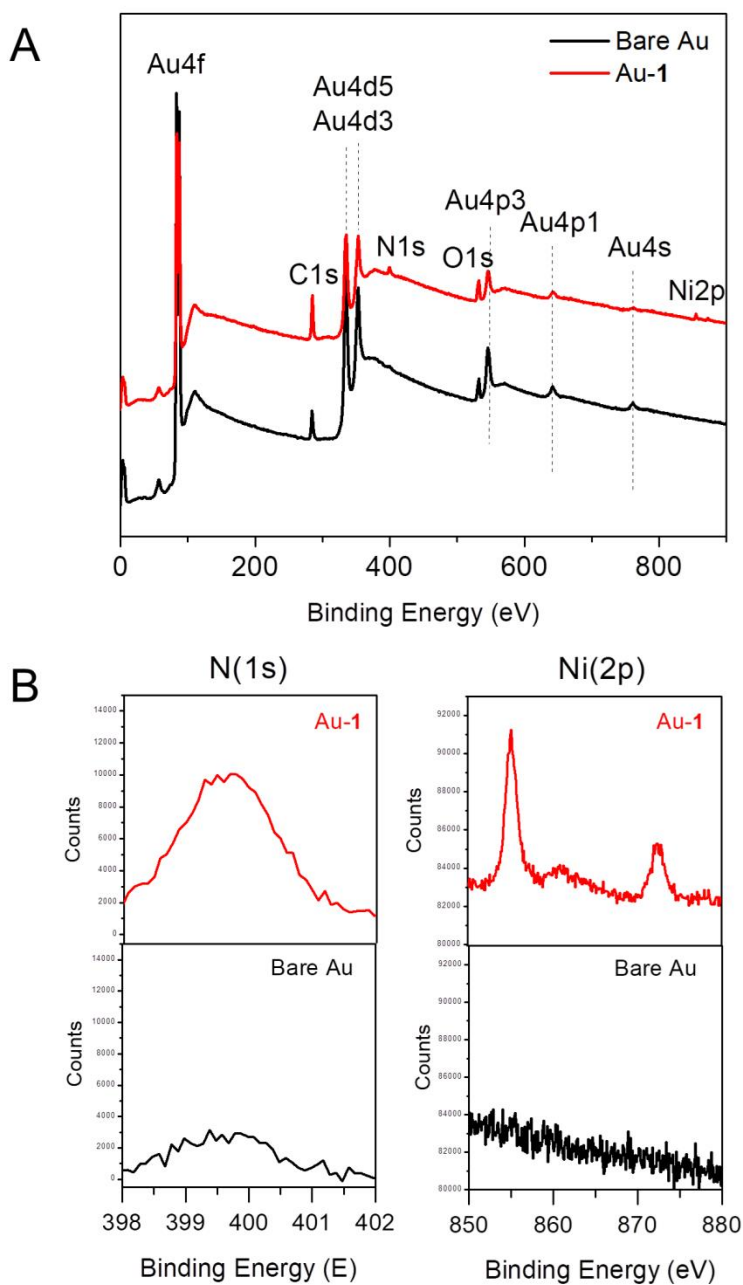 A
Bare Au
Au-1
Au4f
Au4d5
Au4d3
C1s
N1s
O1s
Au4p3
Au4p1
Au4s
Ni2p
0 200 400 600 800
Binding Energy (eV)
B
N(1s)
Ni(2p)
14000
12000
10000
8000
6000
4000
2000
0
Counts
Au-1
92000
90000
88000
86000
84000
82000
80000
Counts
Au-1
14000
12000
10000
8000
6000
4000
2000
0
Counts
Bare Au
398 399 400 401 402
Binding Energy (E)
92000
90000
88000
86000
84000
82000
80000
Counts
Bare Au
850 860 870 880
Binding Energy (eV)